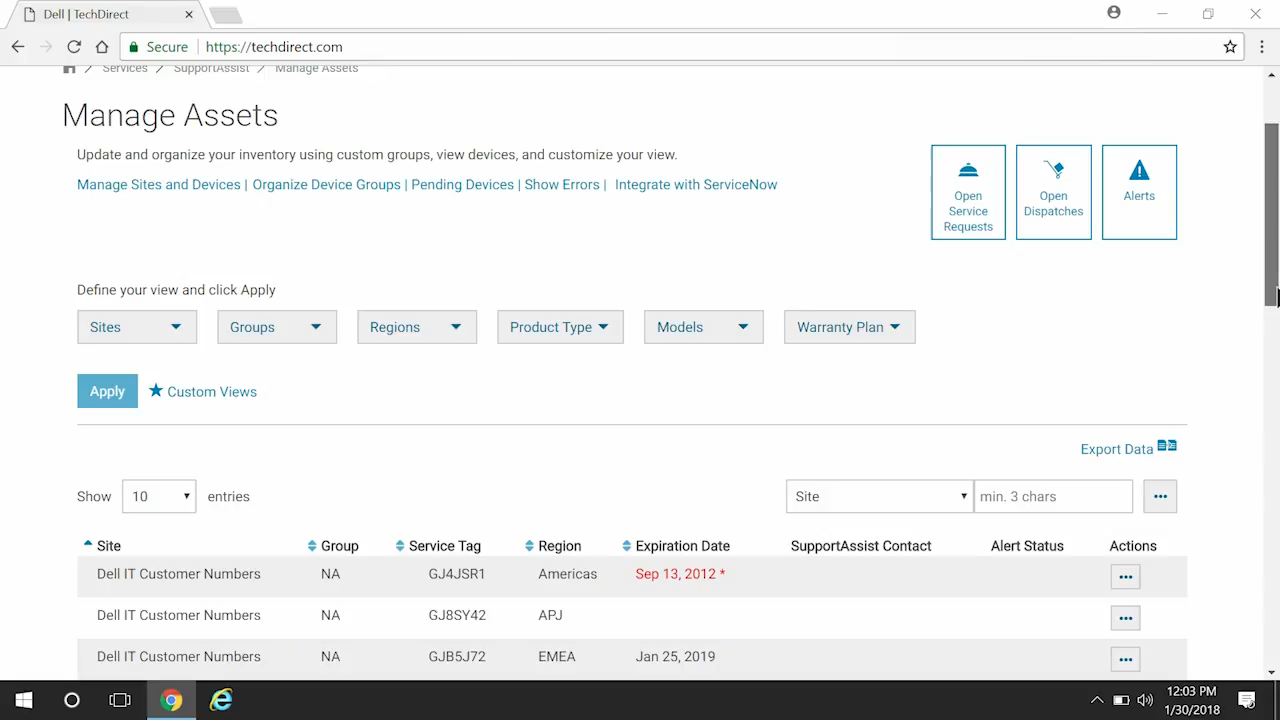 Dell | TechDirect
Secure https://techdirect.com
Services / SupportAssist / Manage Assets
Manage Assets
Update and organize your inventory using custom groups, view devices, and customize your view.
Manage Sites and Devices | Organize Device Groups | Pending Devices | Show Errors | Integrate with ServiceNow
Open Service Requests
Open Dispatches
Alerts
Define your view and click Apply
Sites Groups Regions Product Type Models Warranty Plan
Apply Custom Views
Export Data
Show 10 entries Site min. 3 chars
Site Group Service Tag Region Expiration Date SupportAssist Contact Alert Status Actions
Dell IT Customer Numbers NA GJ4JSR1 Americas Sep 13, 2012 *
Dell IT Customer Numbers NA GJ8SY42 APJ
Dell IT Customer Numbers NA GJB5J72 EMEA Jan 25, 2019
12:03 PM
1/30/2018